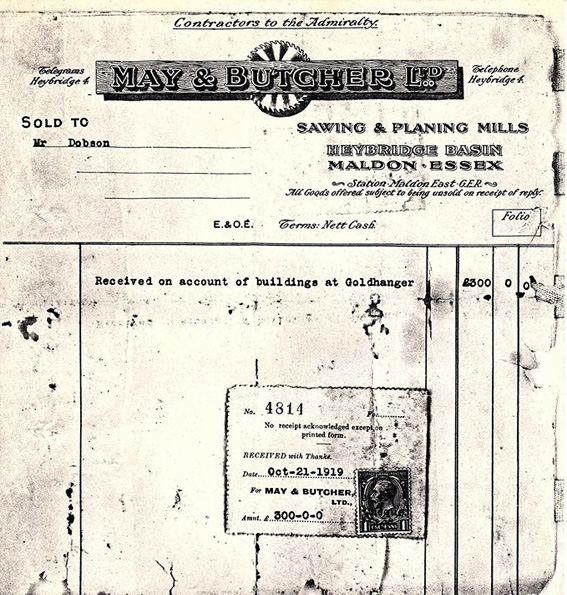 Contractors to the Admiralty.
Telegrams
Heybridge 4.
MAY & BUTCHER LTD
Telephone
Heybridge 4.
SOLD TO
Mr Dobson
SAWING & PLANING MILLS
HEYBRIDGE BASIN
MALDON - ESSEX
Station - Maldon East - G.E.R.
All Goods offered subject to being unsold on receipt of reply.
E.&O.E. Terms: Nett Cash.
Folio
Received on account of buildings at Goldhanger £300 0 0
No. 4814
No receipt acknowledged except on
printed form.
RECEIVED with Thanks.
Date Oct-21-1919
For MAY & BUTCHER,
LTD.,
Amnt. £ 300-0-0